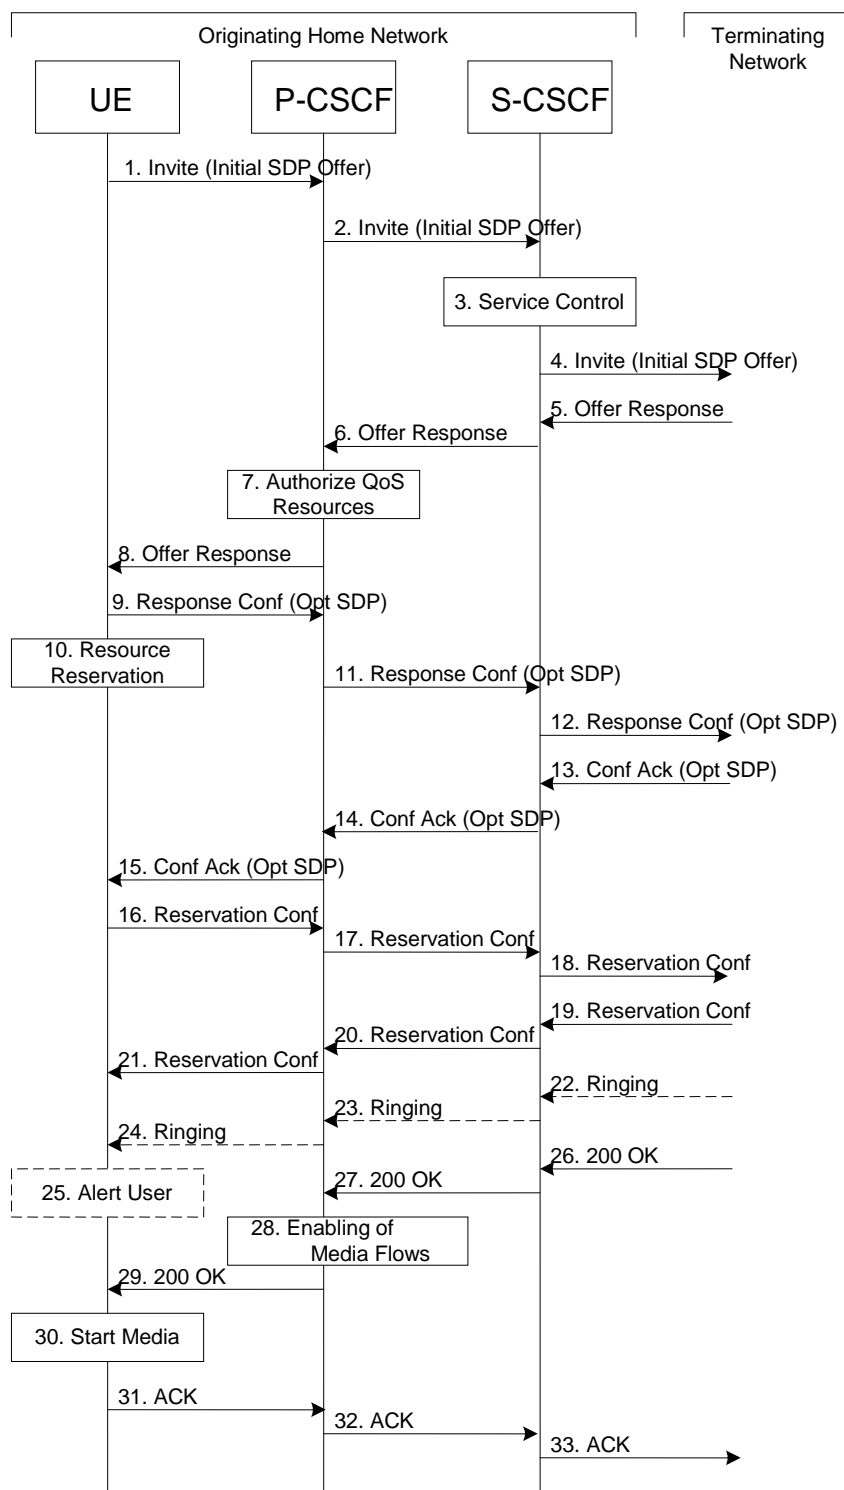 Originating Home Network
Terminating
Network
UE
P-CSCF
S-CSCF
1. Invite (Initial SDP Offer)
2. Invite (Initial SDP Offer)
3. Service Control
4. Invite (Initial SDP Offer)
5. Offer Response
6. Offer Response
7. Authorize QoS
Resources
8. Offer Response
9. Response Conf (Opt SDP)
10. Resource
Reservation
11. Response Conf (Opt SDP)
12. Response Conf (Opt SDP)
13. Conf Ack (Opt SDP)
14. Conf Ack (Opt SDP)
15. Conf Ack (Opt SDP)
16. Reservation Conf
17. Reservation Conf
18. Reservation Conf
19. Reservation Conf
20. Reservation Conf
21. Reservation Conf
22. Ringing
23. Ringing
24. Ringing
25. Alert User
26. 200 OK
27. 200 OK
28. Enabling of
Media Flows
29. 200 OK
30. Start Media
31. ACK
32. ACK
33. ACK